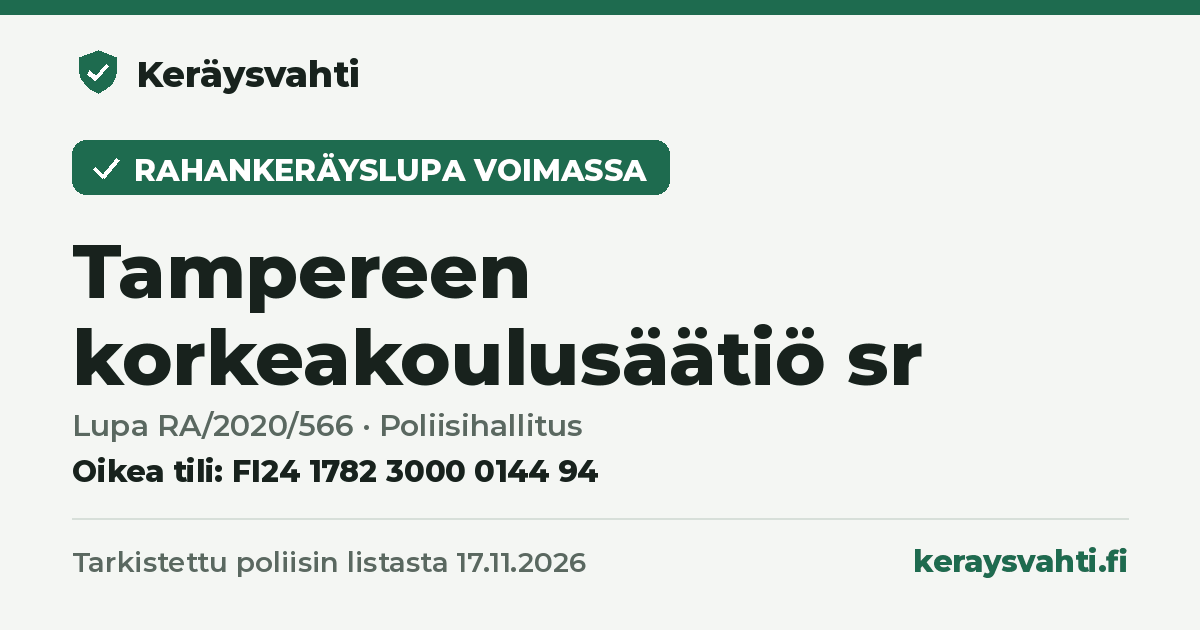 Keräysvahti
RAHANKERÄYSLUPA VOIMASSA
Tampereen
korkeakoulusäätiö sr
Lupa RA/2020/566 · Poliisihallitus
Oikea tili: FI24 1782 3000 0144 94
Tarkistettu poliisin listasta 17.11.2026
keraysvahti.fi